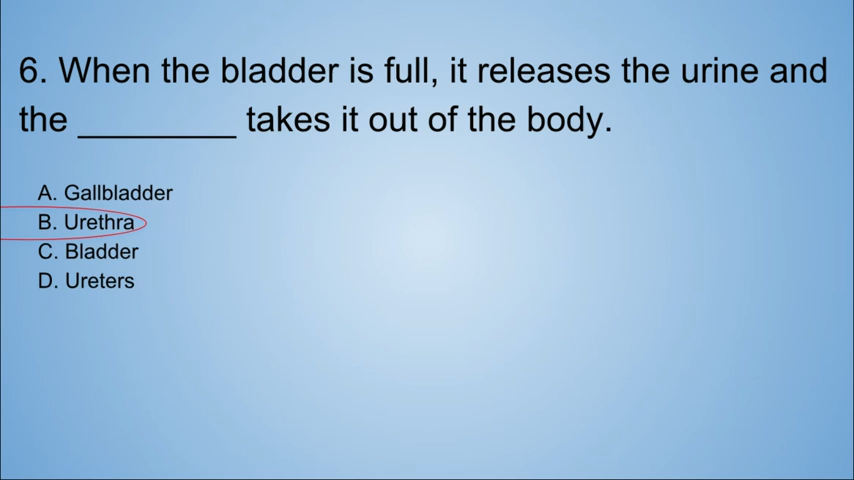 6. When the bladder is full, it releases the urine and
the ________ takes it out of the body.
A. Gallbladder
B. Urethra
C. Bladder
D. Ureters